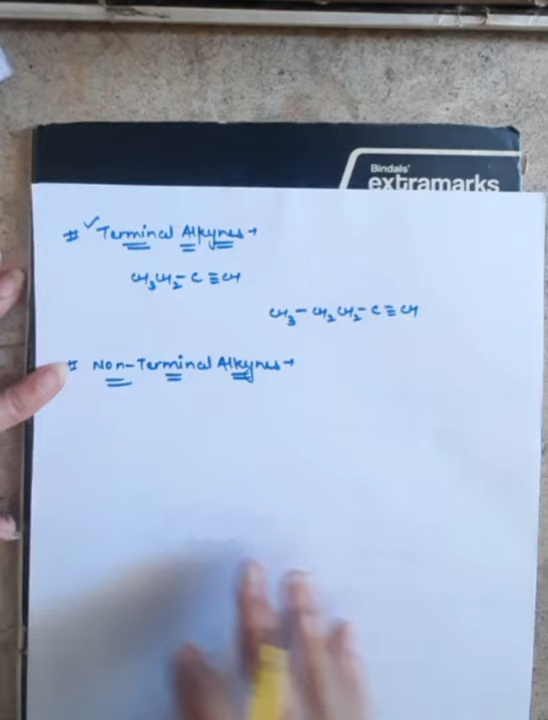 Bindals'
extramarks
# ✓ Terminal Alkynes →
CH₃CH₂-C≡CH
CH₃-CH₂CH₂-C≡CH
# Non-Terminal Alkynes →